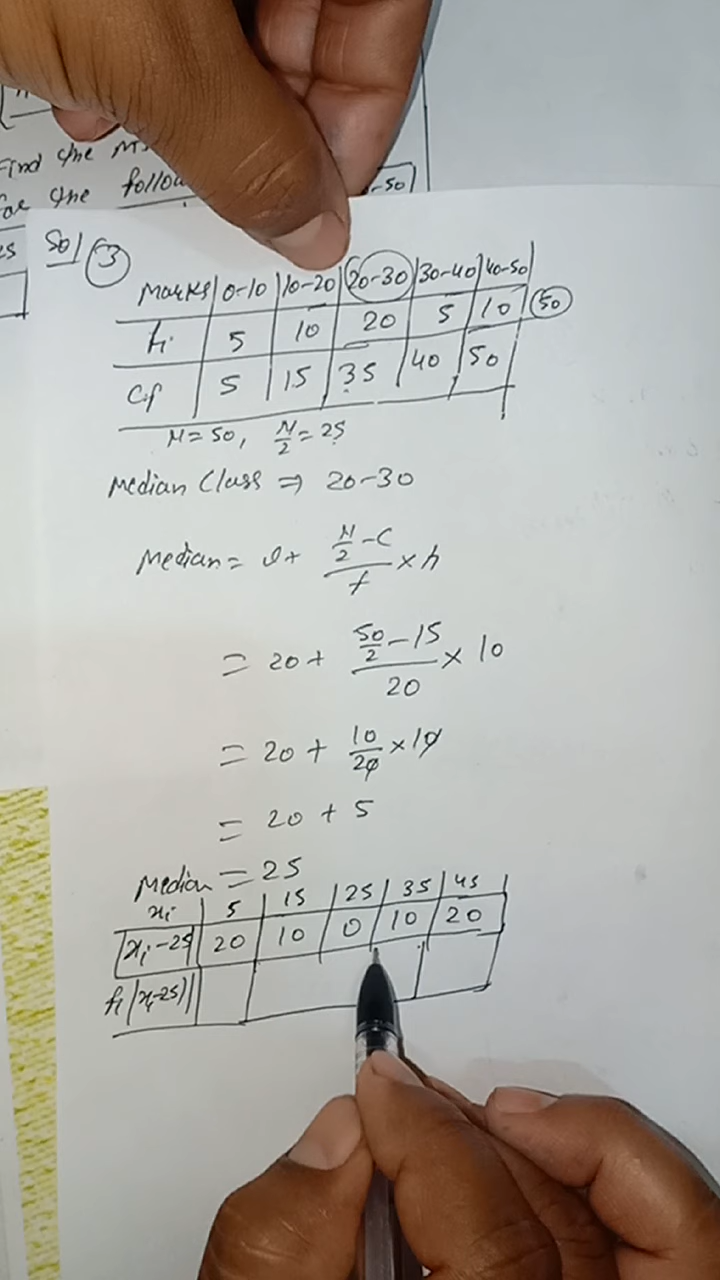 Find the
for the follow
-50)
Sol (3)
Marks | 0-10 | 10-20 | 20-30 | 30-40 | 40-50
fi | 5 | 10 | 20 | 5 | 10 | 50
Cf | 5 | 15 | 35 | 40 | 50
N = 50, N/2 = 25
Median Class ⇒ 20-30
Median = l + (N/2 - C)/f × h
= 20 + (50/2 - 15)/20 × 10
= 20 + 10/20 × 10
= 20 + 5
Median = 25
xi | 5 | 15 | 25 | 35 | 45
|xi-25| | 20 | 10 | 0 | 10 | 20
fi|xi-25|